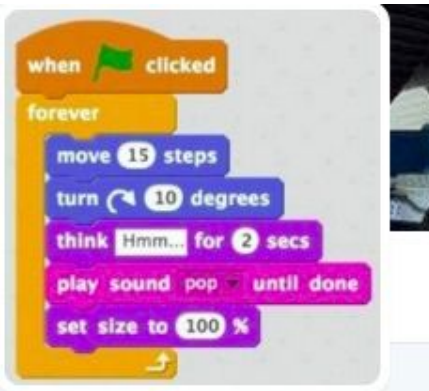 when clicked
forever
move 15 steps
turn 10 degrees
think Hmm... for 2 secs
play sound pop until done
set size to 100 %